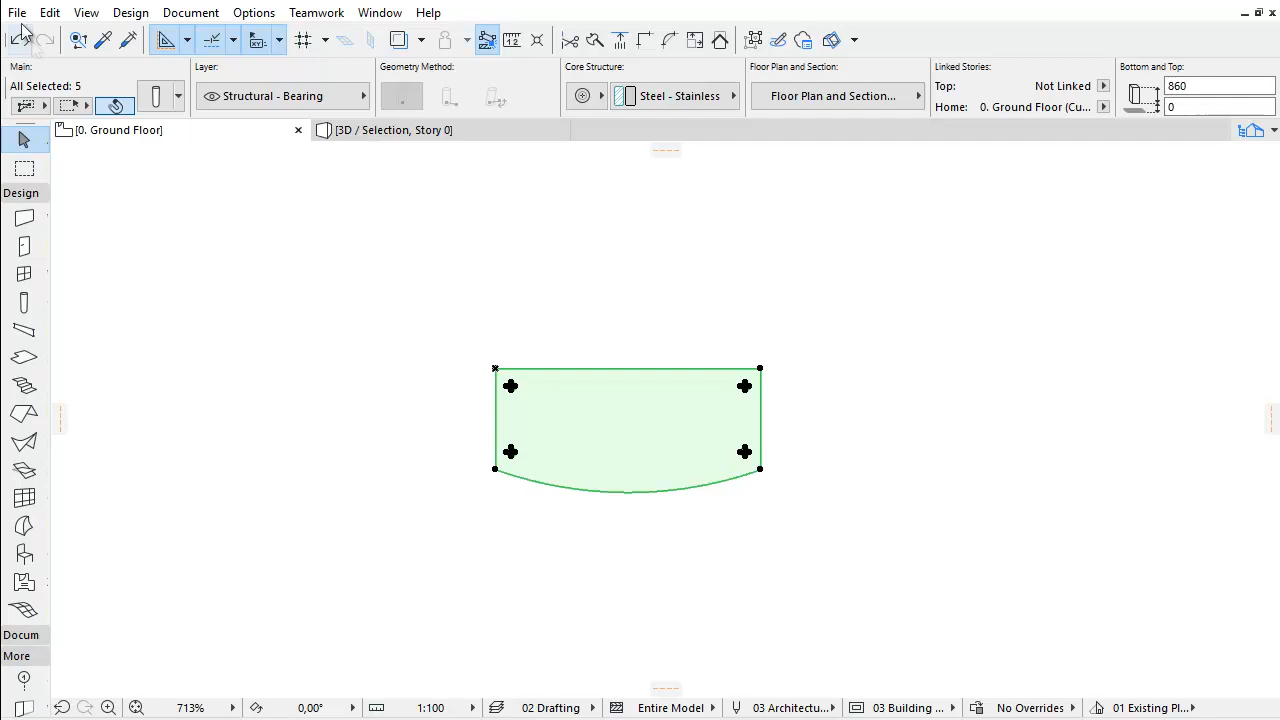 File Edit View Design Document Options Teamwork Window Help
Main: Layer: Geometry Method: Core Structure: Floor Plan and Section: Linked Stories: Bottom and Top:
All Selected: 5 Structural - Bearing Steel - Stainless Floor Plan and Section... Top: Not Linked 860
Home: 0. Ground Floor (Cu... 0
[0. Ground Floor] [3D / Selection, Story 0]
Design
Docum
More
713% 0,00° 1:100 02 Drafting Entire Model 03 Architectu... 03 Building ... No Overrides 01 Existing Pl...